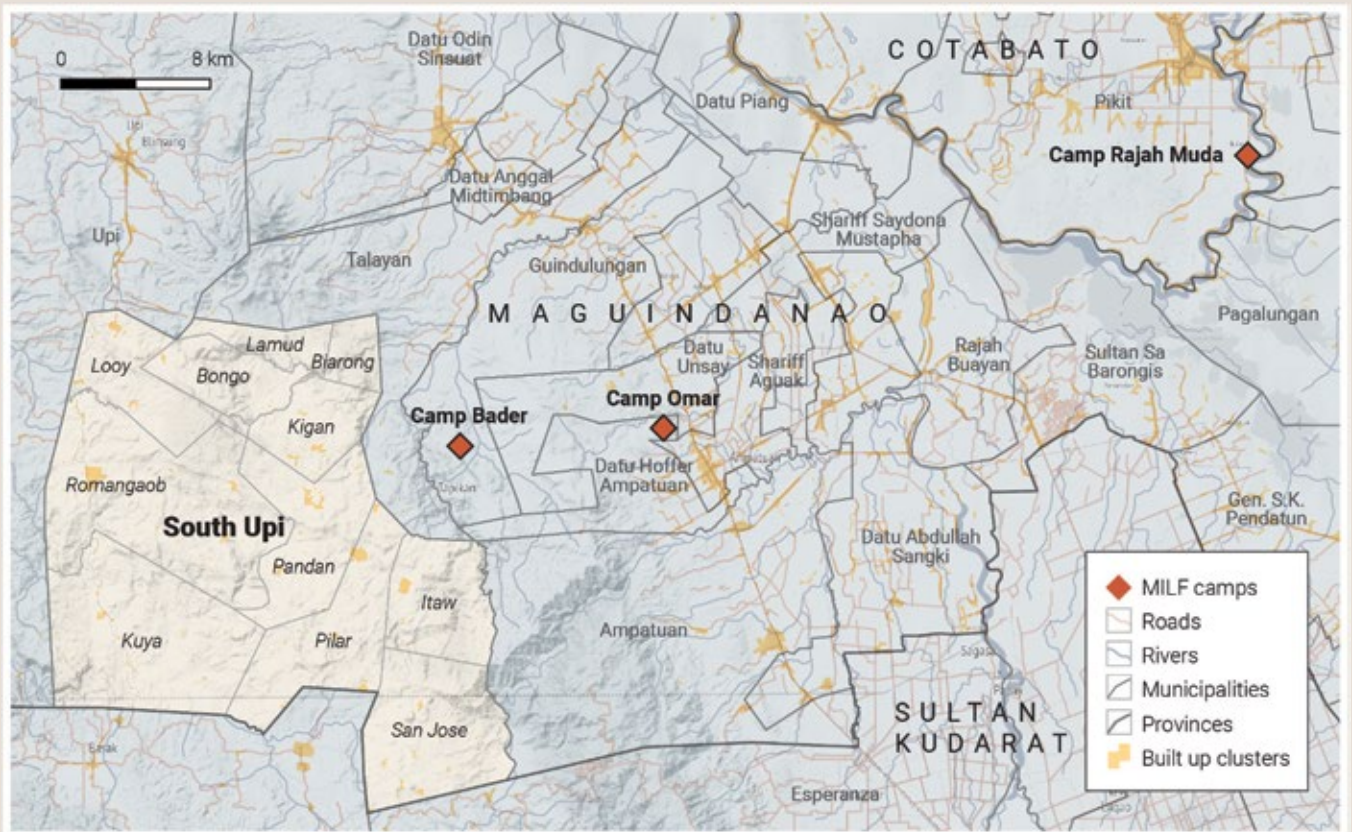 0
8 km
Datu Odin
Sinsuat
COTABATO
Datu Piang
Pikit
Camp Rajah Muda
Datu Anggal
Midtimbang
Upi
Talayan
Guindulungan
Shariff Saydona
Mustapha
MAGUINDANAO
Pagalungan
Looy
Lamud
Bongo
Biarong
Kigan
Datu
Unsay
Shariff
Aguak
Rajah
Buayan
Sultan Sa
Barongis
Camp Bader
Camp Omar
Datu Hoffer
Ampatuan
Romangaob
South Upi
Pandan
Itaw
Kuya
Pilar
San Jose
Datu Abdullah
Sangki
Gen. S.K.
Pendatun
Ampatuan
SULTAN
KUDARAT
Esperanza
MILF camps
Roads
Rivers
Municipalities
Provinces
Built up clusters